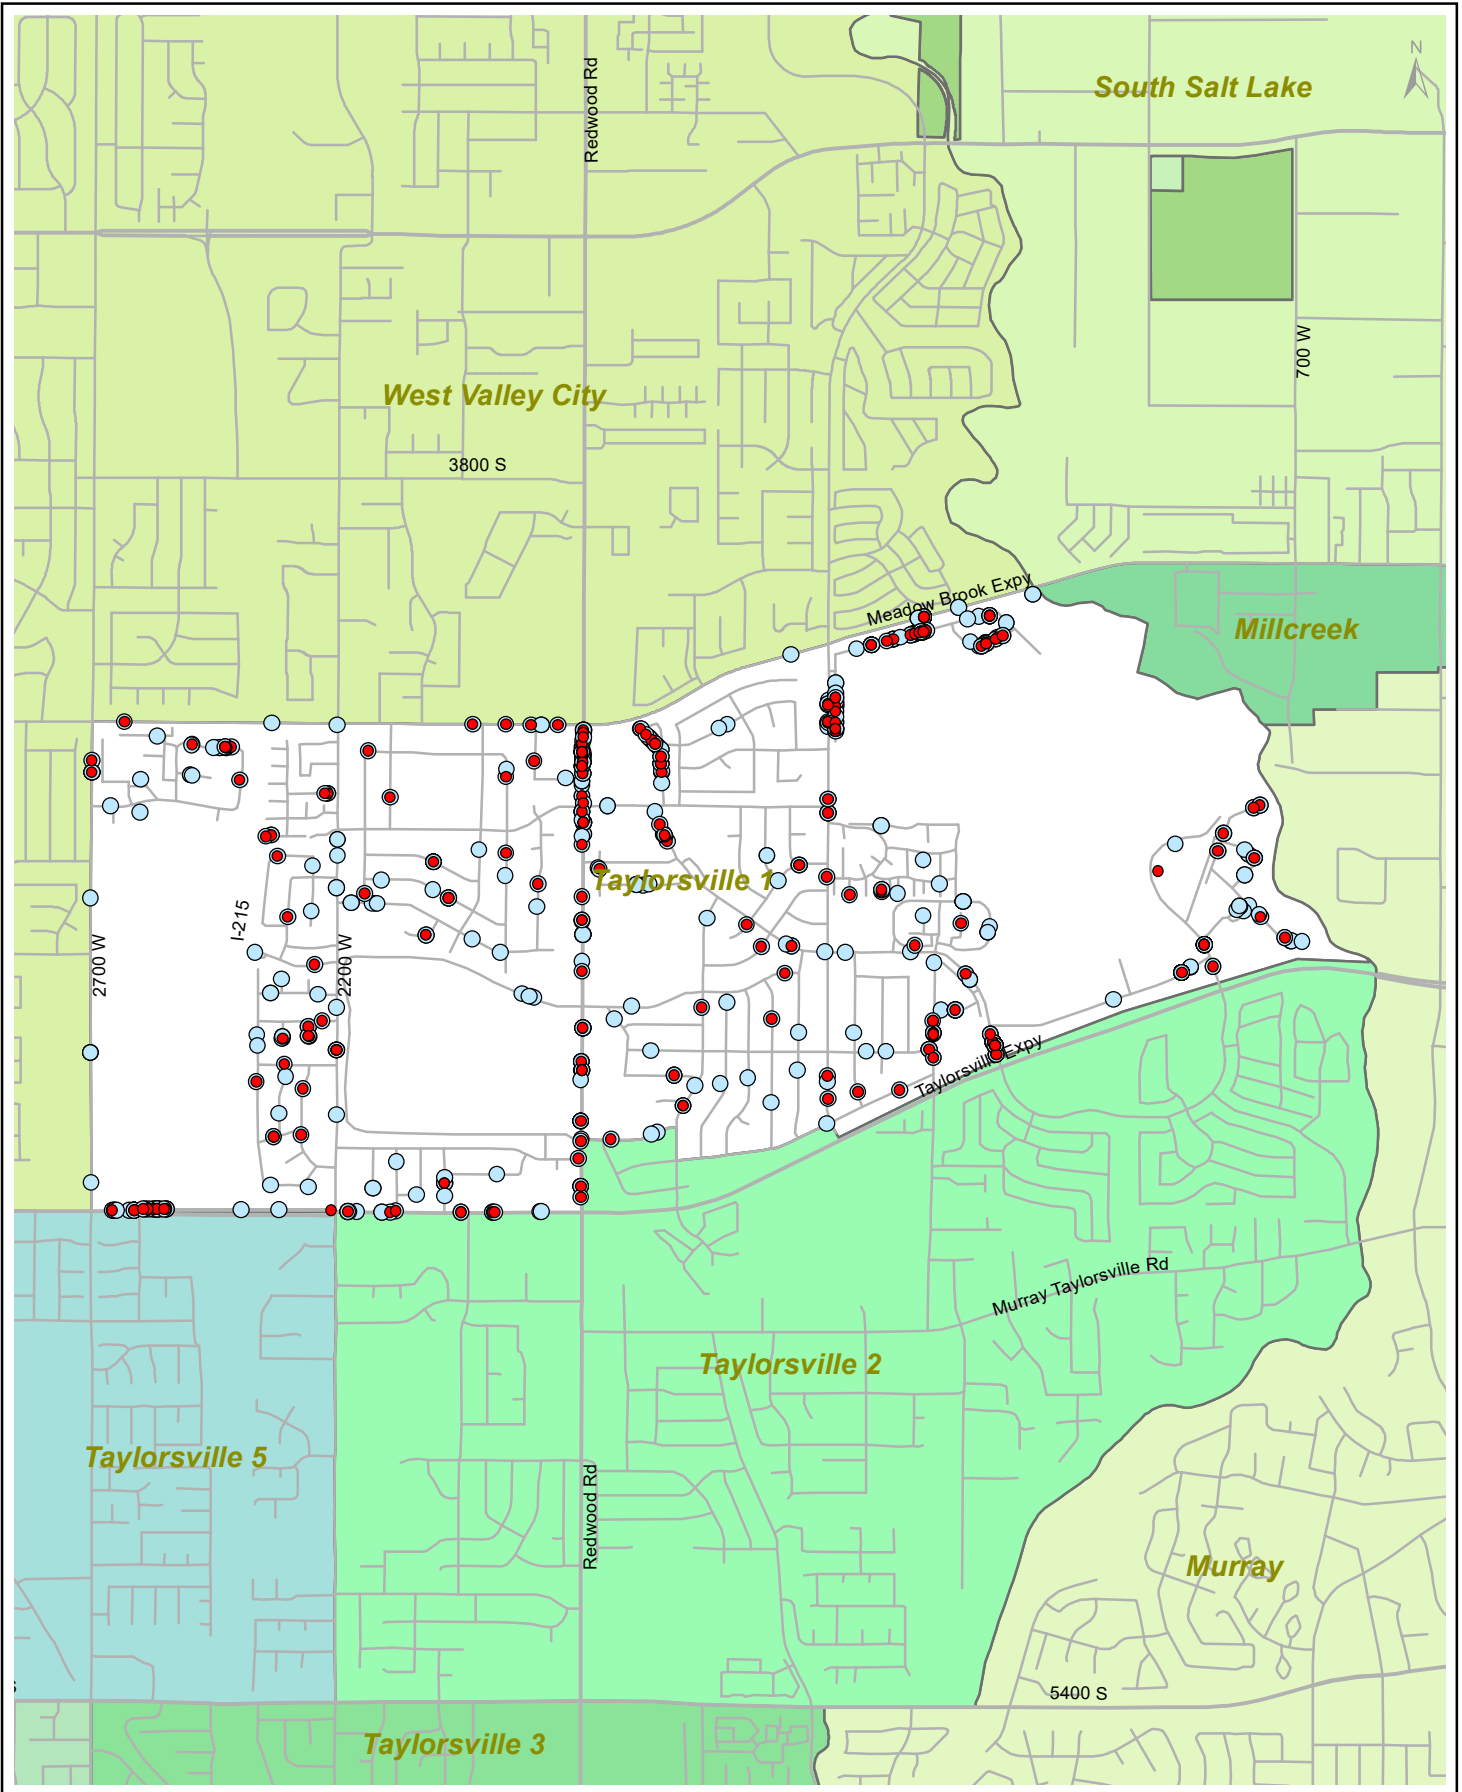 N
South Salt Lake
Redwood Rd
700 W
West Valley City
3800 S
Meadow Brook Expy
Millcreek
Taylorsville 1
I-215
2700 W
2200 W
Taylorsville Expy
Murray Taylorsville Rd
Taylorsville 2
Taylorsville 5
Redwood Rd
Murray
5400 S
Taylorsville 3